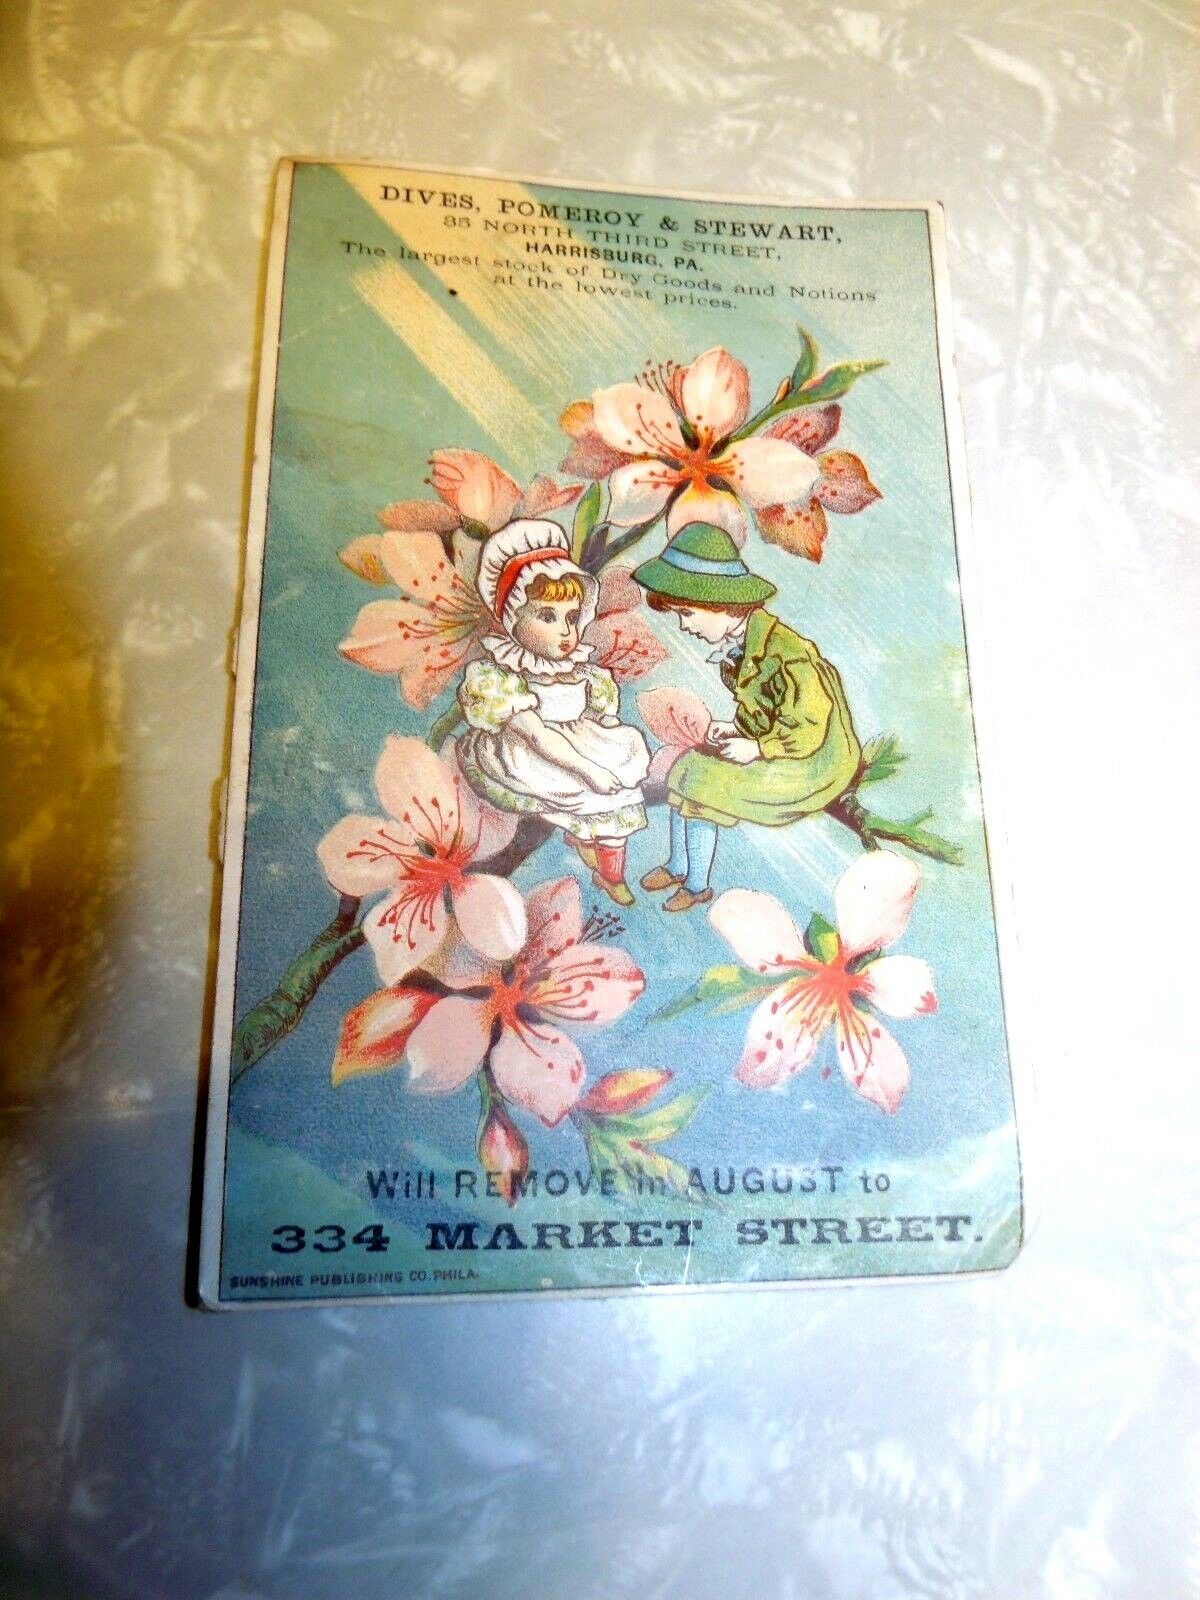 DIVES, POMEROY & STEWART,
35 NORTH THIRD STREET,
HARRISBURG, PA.
The largest stock of Dry Goods and Notions
at the lowest prices.
Will REMOVE in AUGUST to
334 MARKET STREET.
SUNSHINE PUBLISHING CO. PHILA.